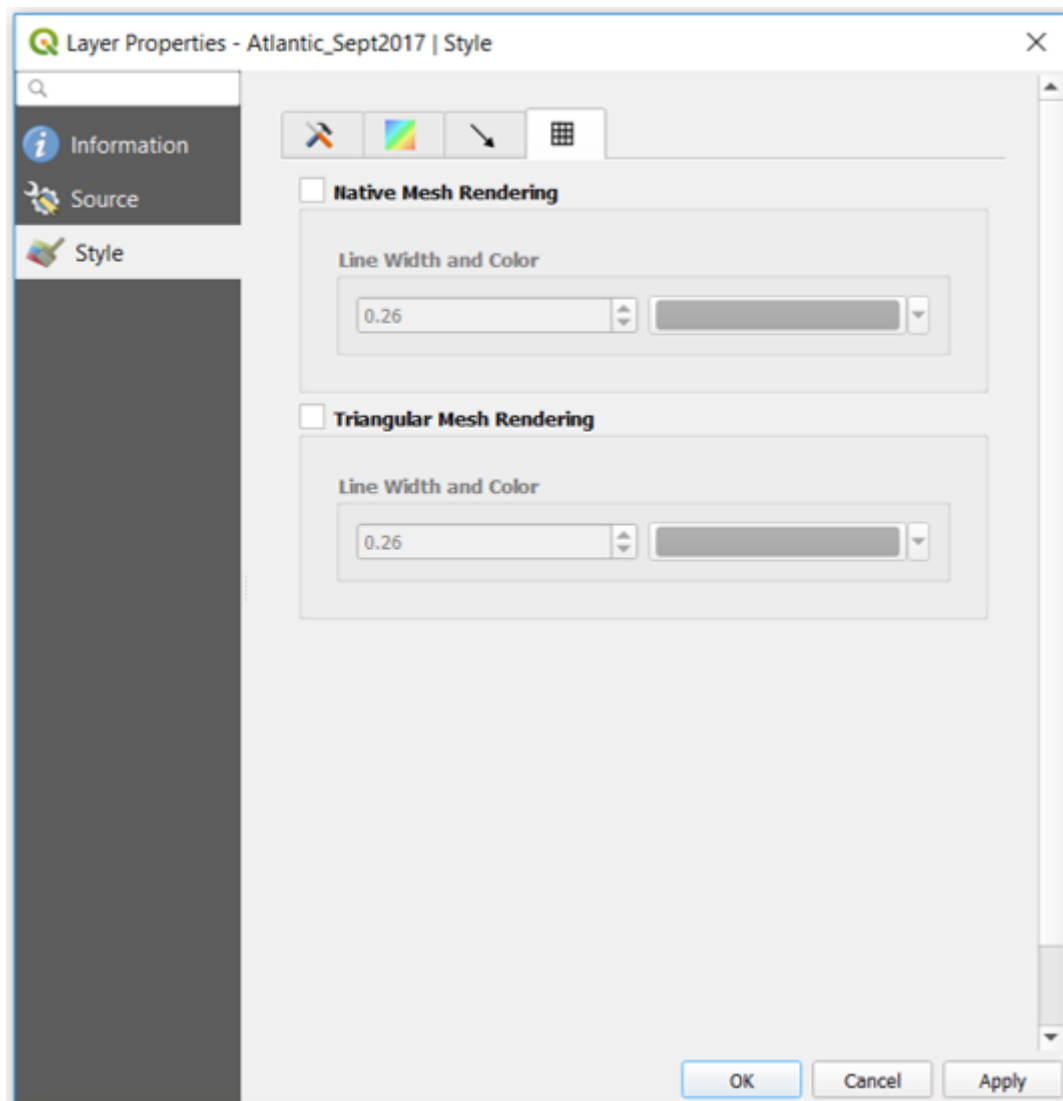 Layer Properties - Atlantic_Sept2017 | Style
Information
Source
Style
Native Mesh Rendering
Line Width and Color
0.26
Triangular Mesh Rendering
Line Width and Color
0.26
OK
Cancel
Apply